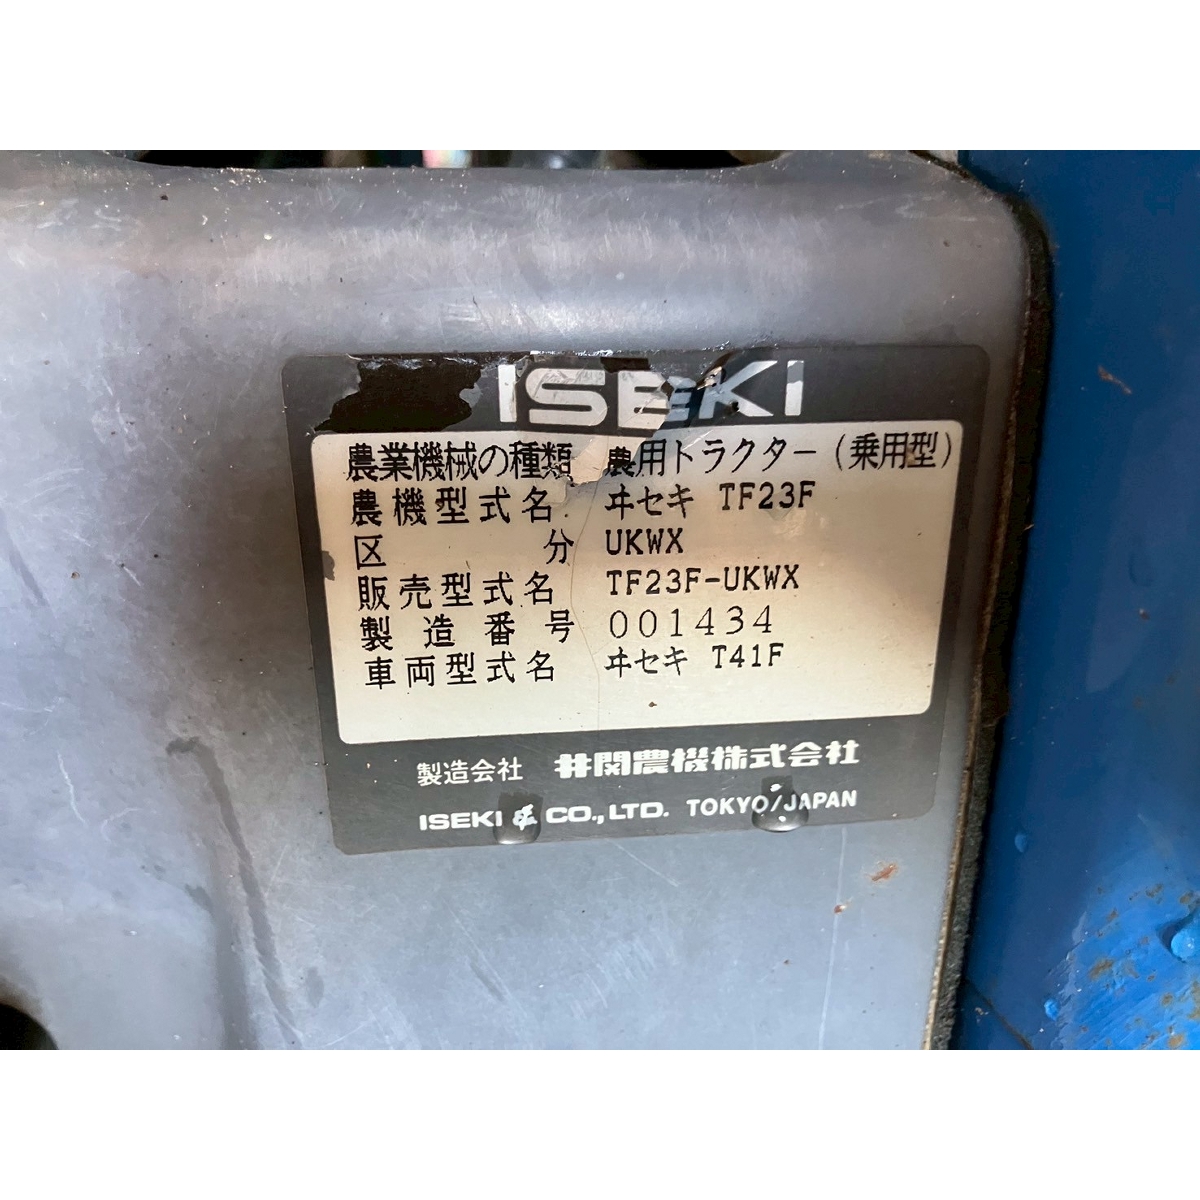 ISEKI
農業機械の種類 農用トラクター(乗用型)
農機型式名 ヰセキ TF23F
区分 UKWX
販売型式名 TF23F-UKWX
製造番号 001434
車両型式名 ヰセキ T41F
製造会社 井関農機株式会社
ISEKI & CO.,LTD. TOKYO/JAPAN